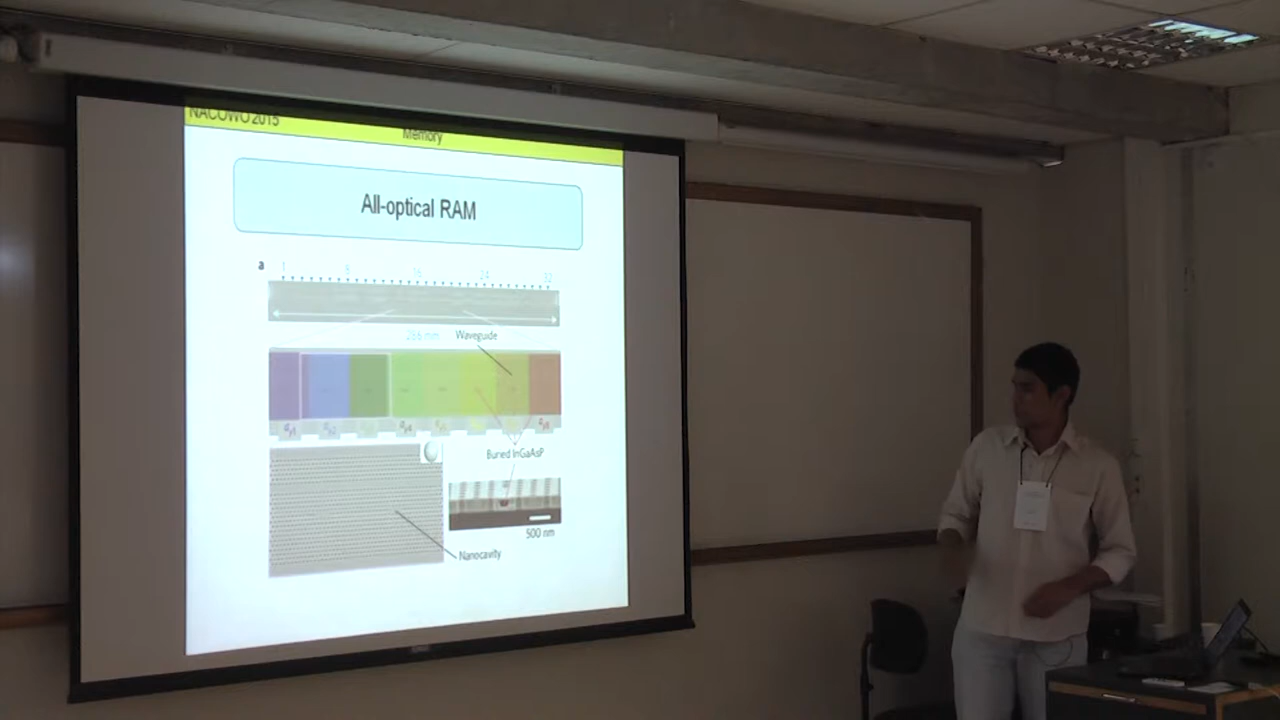 NACOWO 2015
Memory
All-optical RAM
a
1 8 16 24 32
Waveguide
Buried InGaAsP
500 nm
Nanocavity